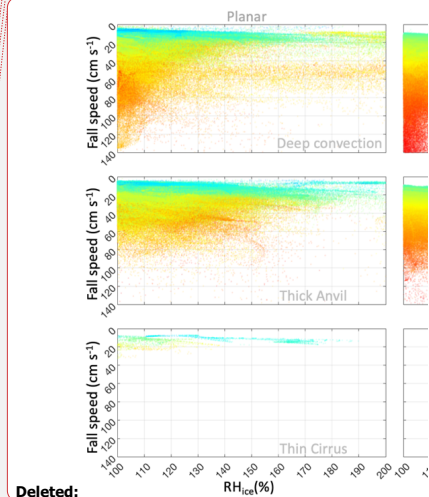 Planar
Fall speed (cm s⁻¹)
0
20
40
60
80
100
120
140
Deep convection
Fall speed (cm s⁻¹)
0
20
40
60
80
100
120
140
Thick Anvil
Fall speed (cm s⁻¹)
0
20
40
60
80
100
120
140
Thin Cirrus
100 110 120 130 140 150 160 170 180 190 200 100
RHice(%)
Deleted: